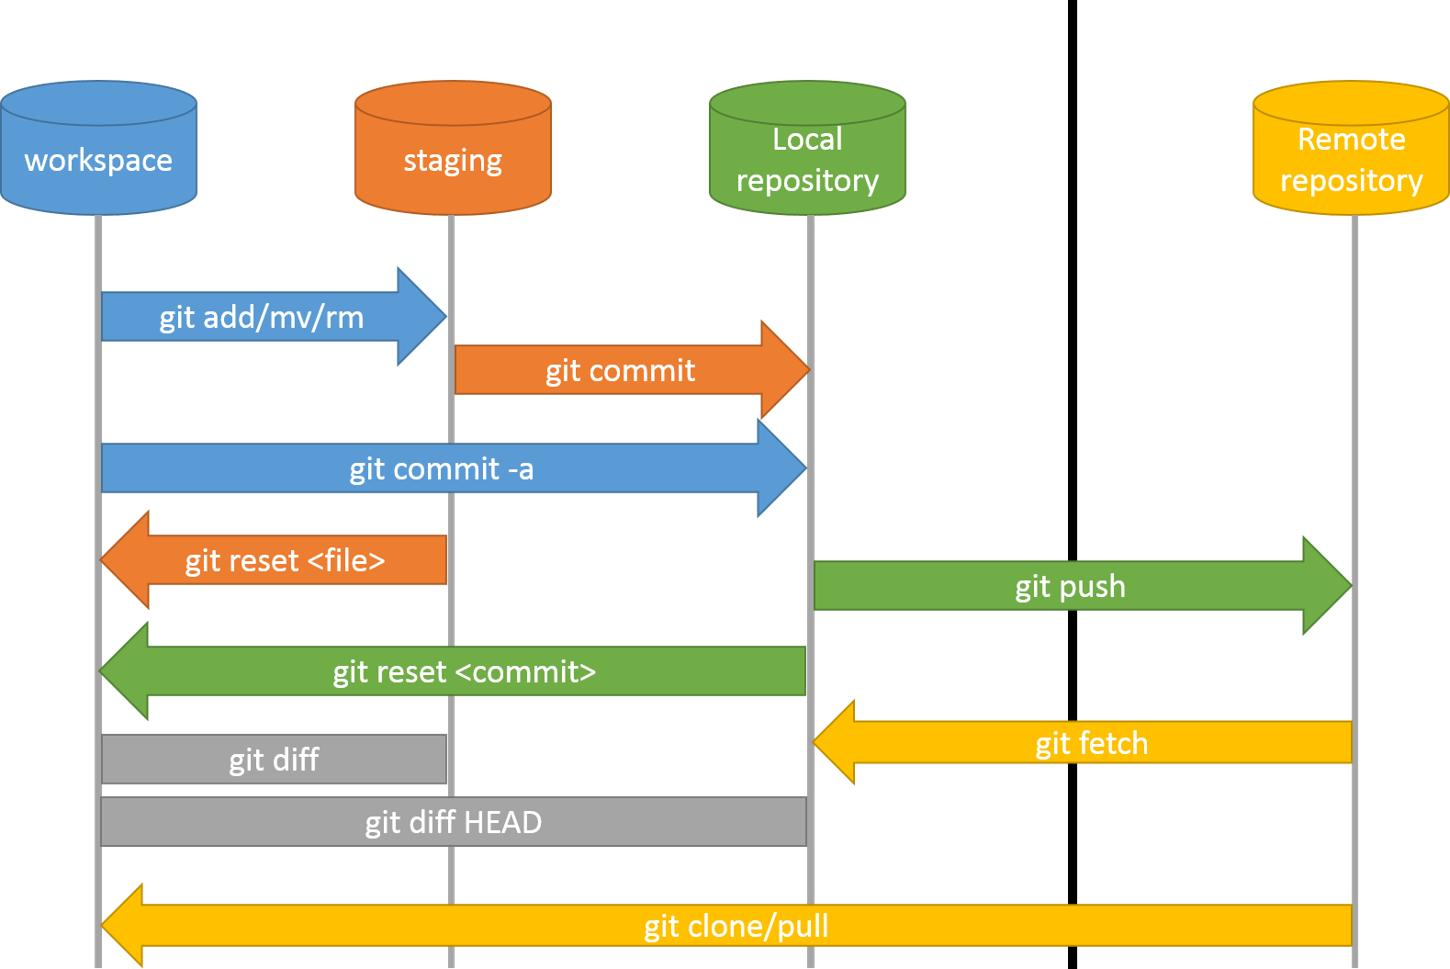 workspace
staging
Local
repository
Remote
repository
git add/mv/rm
git commit
git commit -a
git reset <file>
git push
git reset <commit>
git fetch
git diff
git diff HEAD
git clone/pull